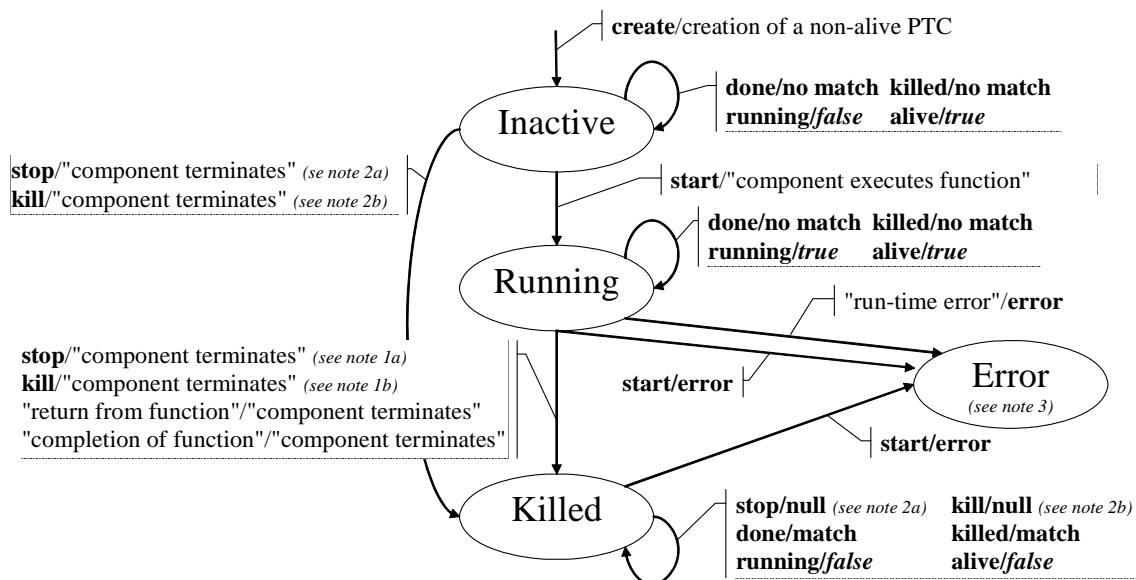 create/creation of a non-alive PTC
done/no match killed/no match
running/false alive/true
Inactive
stop/"component terminates" (se note 2a)
kill/"component terminates" (see note 2b)
start/"component executes function"
done/no match killed/no match
running/true alive/true
Running
"run-time error"/error
stop/"component terminates" (see note 1a)
kill/"component terminates" (see note 1b)
"return from function"/"component terminates"
"completion of function"/"component terminates"
start/error
Error
(see note 3)
start/error
Killed
stop/null (see note 2a) kill/null (see note 2b)
done/match killed/match
running/false alive/false